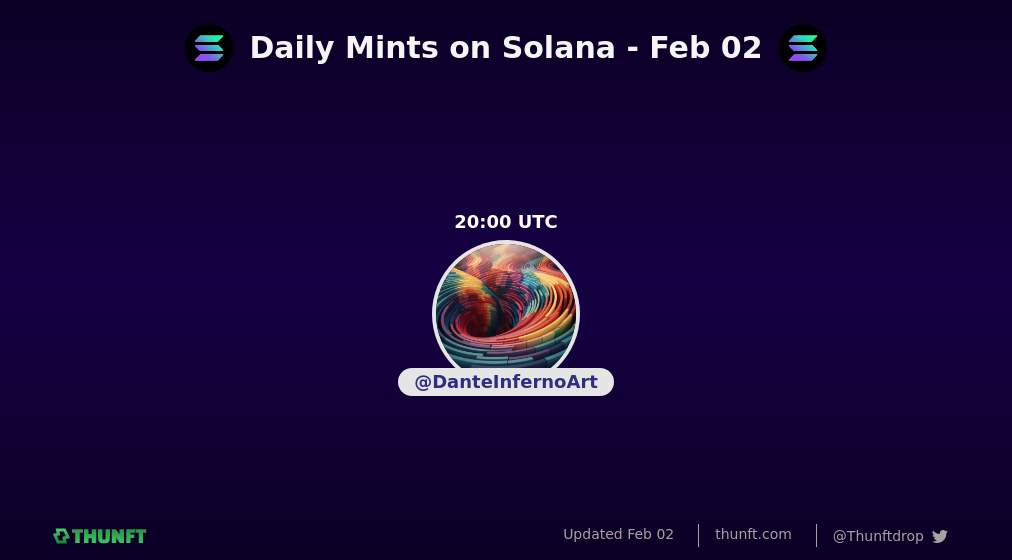 Daily Mints on Solana - Feb 02
20:00 UTC
@DanteInfernoArt
THUNFT
Updated Feb 02
thunft.com
@Thunftdrop